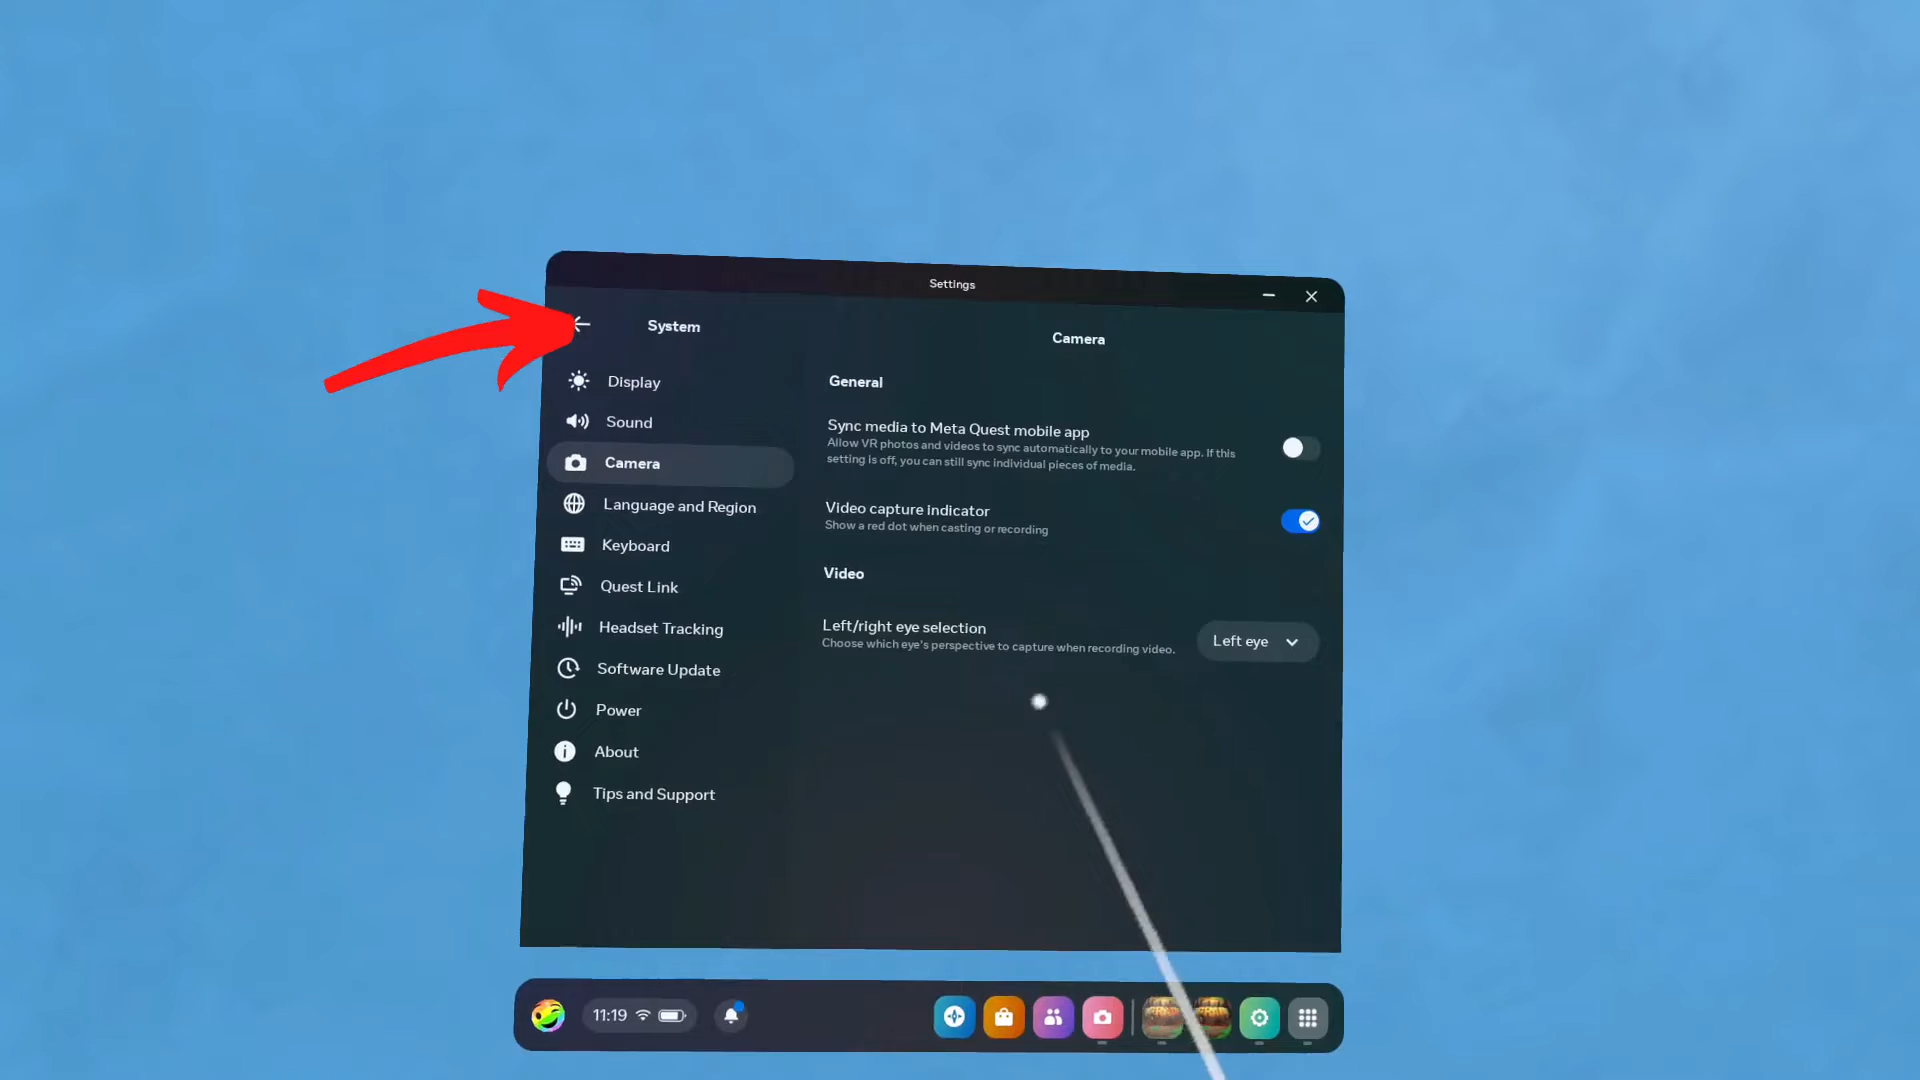 Settings
System
Display
Sound
Camera
Language and Region
Keyboard
Quest Link
Headset Tracking
Software Update
Power
About
Tips and Support
Camera
General
Sync media to Meta Quest mobile app
Allow VR photos and videos to sync automatically to your mobile app. If this
setting is off, you can still sync individual pieces of media.
Video capture indicator
Show a red dot when casting or recording
Video
Left/right eye selection
Choose which eye's perspective to capture when recording video.
Left eye
11:19